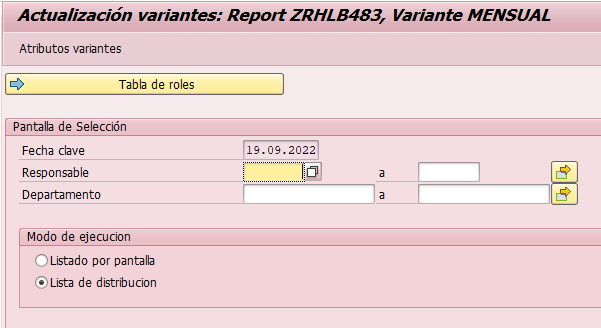 Actualización variantes: Report ZRHLB483, Variante MENSUAL
Atributos variantes
Tabla de roles
Pantalla de Selección
Fecha clave 19.09.2022
Responsable a
Departamento a
Modo de ejecucion
Listado por pantalla
Lista de distribucion